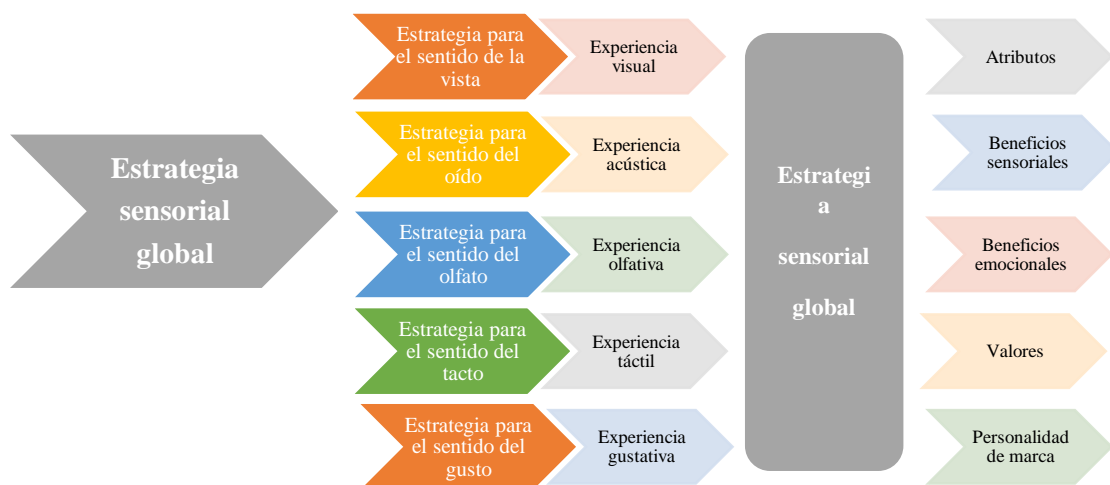 Estrategia
sensorial
global
Estrategia para
el sentido de la
vista
Experiencia
visual
Estrategia para
el sentido del
oído
Experiencia
acústica
Estrategia para
el sentido del
olfato
Experiencia
olfativa
Estrategia para
el sentido del
tacto
Experiencia
táctil
Estrategia para
el sentido del
gusto
Experiencia
gustativa
Estrategi
a
sensorial
global
Atributos
Beneficios
sensoriales
Beneficios
emocionales
Valores
Personalidad
de marca